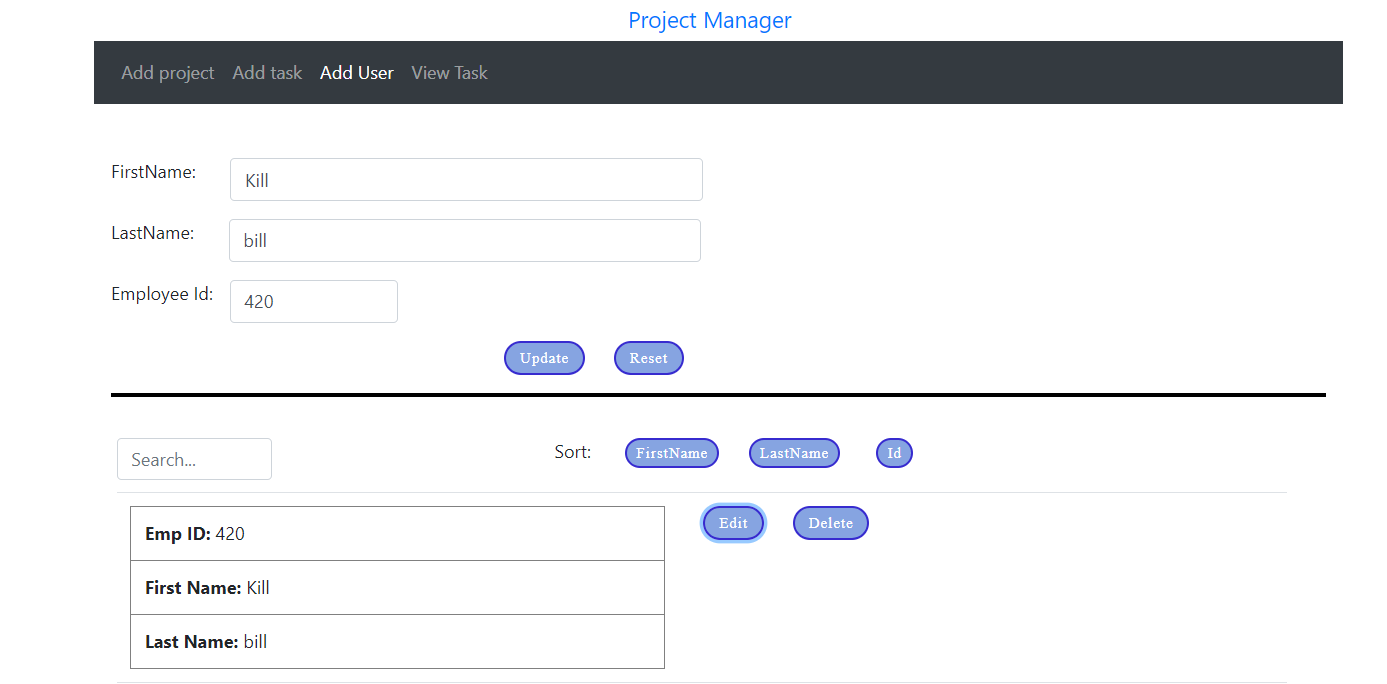 Project Manager
Add project Add task Add User View Task
FirstName: Kill
LastName: bill
Employee Id: 420
Update Reset
Search... Sort: FirstName LastName Id
Emp ID: 420 Edit Delete
First Name: Kill
Last Name: bill